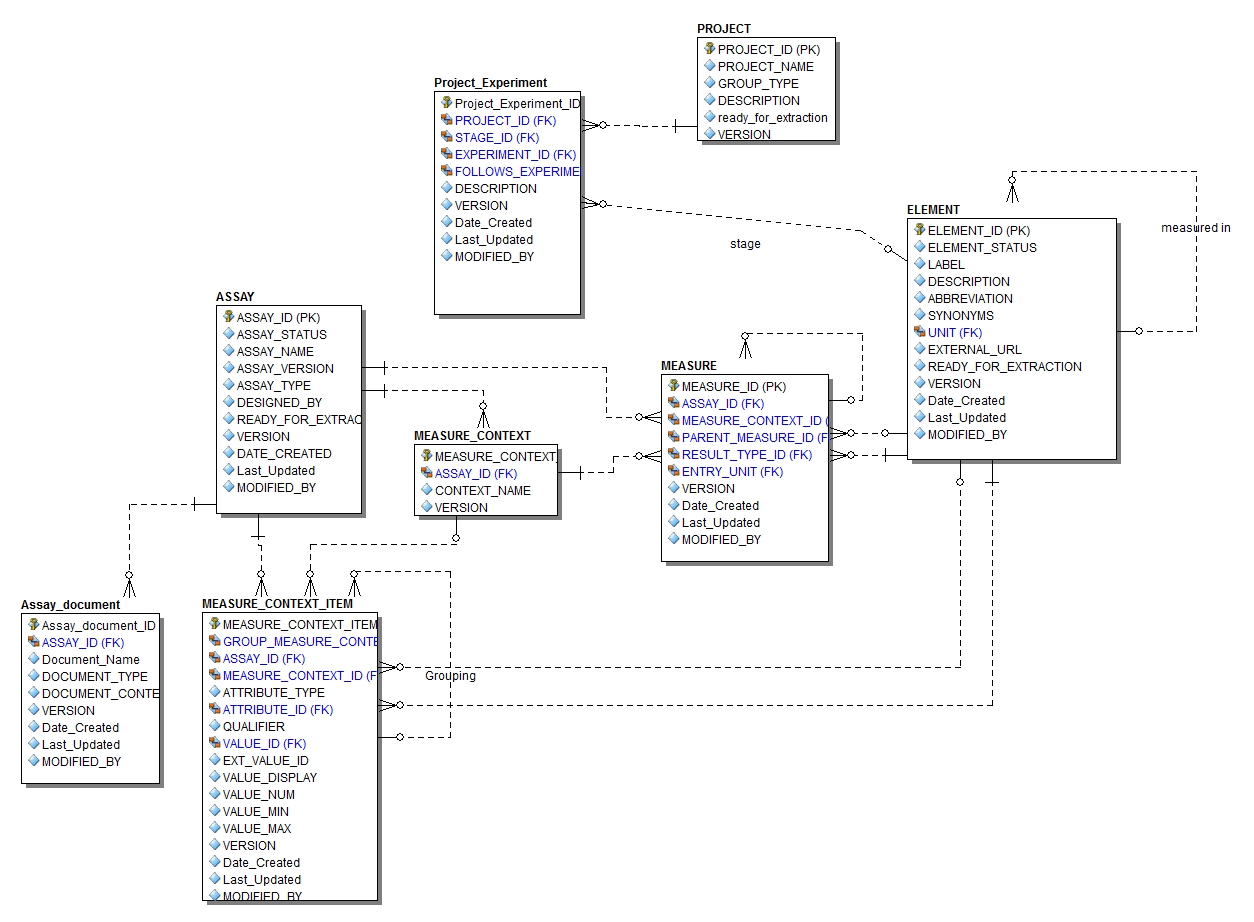 PROJECT
PROJECT_ID (PK)
PROJECT_NAME
GROUP_TYPE
DESCRIPTION
ready_for_extraction
VERSION
Project_Experiment
Project_Experiment_ID
PROJECT_ID (FK)
STAGE_ID (FK)
EXPERIMENT_ID (FK)
FOLLOWS_EXPERIME
DESCRIPTION
VERSION
Date_Created
Last_Updated
MODIFIED_BY
stage
ELEMENT
ELEMENT_ID (PK)
ELEMENT_STATUS
LABEL
DESCRIPTION
ABBREVIATION
SYNONYMS
UNIT (FK)
EXTERNAL_URL
READY_FOR_EXTRACTION
VERSION
Date_Created
Last_Updated
MODIFIED_BY
measured in
ASSAY
ASSAY_ID (PK)
ASSAY_STATUS
ASSAY_NAME
ASSAY_VERSION
ASSAY_TYPE
DESIGNED_BY
READY_FOR_EXTRAC
VERSION
DATE_CREATED
Last_Updated
MODIFIED_BY
MEASURE
MEASURE_ID (PK)
ASSAY_ID (FK)
MEASURE_CONTEXT_ID (
PARENT_MEASURE_ID (F
RESULT_TYPE_ID (FK)
ENTRY_UNIT (FK)
VERSION
Date_Created
Last_Updated
MODIFIED_BY
MEASURE_CONTEXT
MEASURE_CONTEXT_
ASSAY_ID (FK)
CONTEXT_NAME
VERSION
Assay_document
Assay_document_ID
ASSAY_ID (FK)
Document_Name
DOCUMENT_TYPE
DOCUMENT_CONTE
VERSION
Date_Created
Last_Updated
MODIFIED_BY
MEASURE_CONTEXT_ITEM
MEASURE_CONTEXT_ITEM
GROUP_MEASURE_CONTE
ASSAY_ID (FK)
MEASURE_CONTEXT_ID (F
ATTRIBUTE_TYPE
ATTRIBUTE_ID (FK)
QUALIFIER
VALUE_ID (FK)
EXT_VALUE_ID
VALUE_DISPLAY
VALUE_NUM
VALUE_MIN
VALUE_MAX
VERSION
Date_Created
Last_Updated
MODIFIED_BY
Grouping